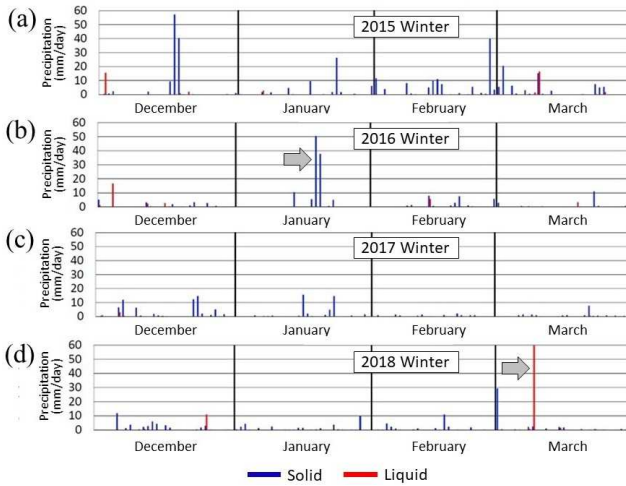 (a)
Precipitation
(mm/day)
60
50
40
30
20
10
0
2015 Winter
December
January
February
March
(b)
Precipitation
(mm/day)
60
50
40
30
20
10
0
2016 Winter
December
January
February
March
(c)
Precipitation
(mm/day)
60
50
40
30
20
10
0
2017 Winter
December
January
February
March
(d)
Precipitation
(mm/day)
60
50
40
30
20
10
0
2018 Winter
December
January
February
March
Solid
Liquid